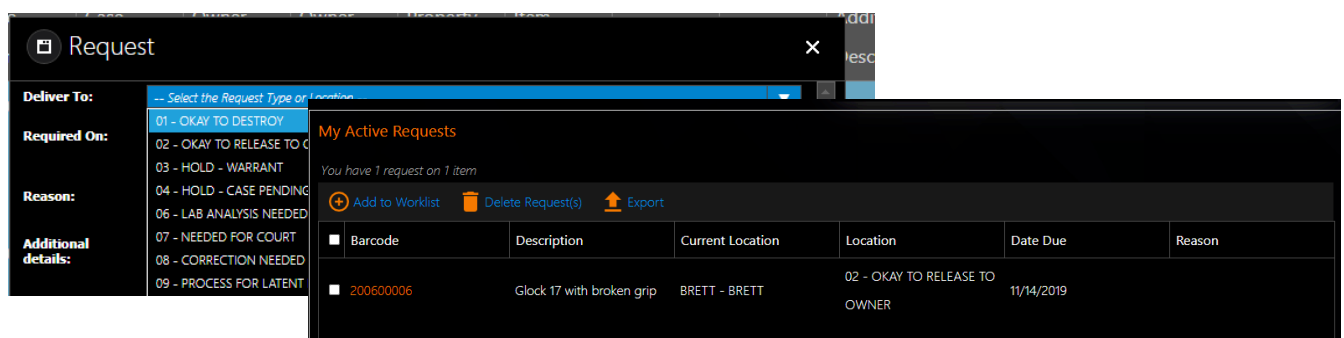 Request
Deliver To:
-- Select the Request Type or Location --
Required On:
Reason:
Additional
details:
01 - OKAY TO DESTROY
02 - OKAY TO RELEASE TO
03 - HOLD - WARRANT
04 - HOLD - CASE PENDING
06 - LAB ANALYSIS NEEDED
07 - NEEDED FOR COURT
08 - CORRECTION NEEDED
09 - PROCESS FOR LATENT
My Active Requests
You have 1 request on 1 item
Add to Worklist Delete Request(s) Export
Barcode Description Current Location Location Date Due Reason
200600006 Glock 17 with broken grip BRETT - BRETT 02 - OKAY TO RELEASE TO 11/14/2019
OWNER